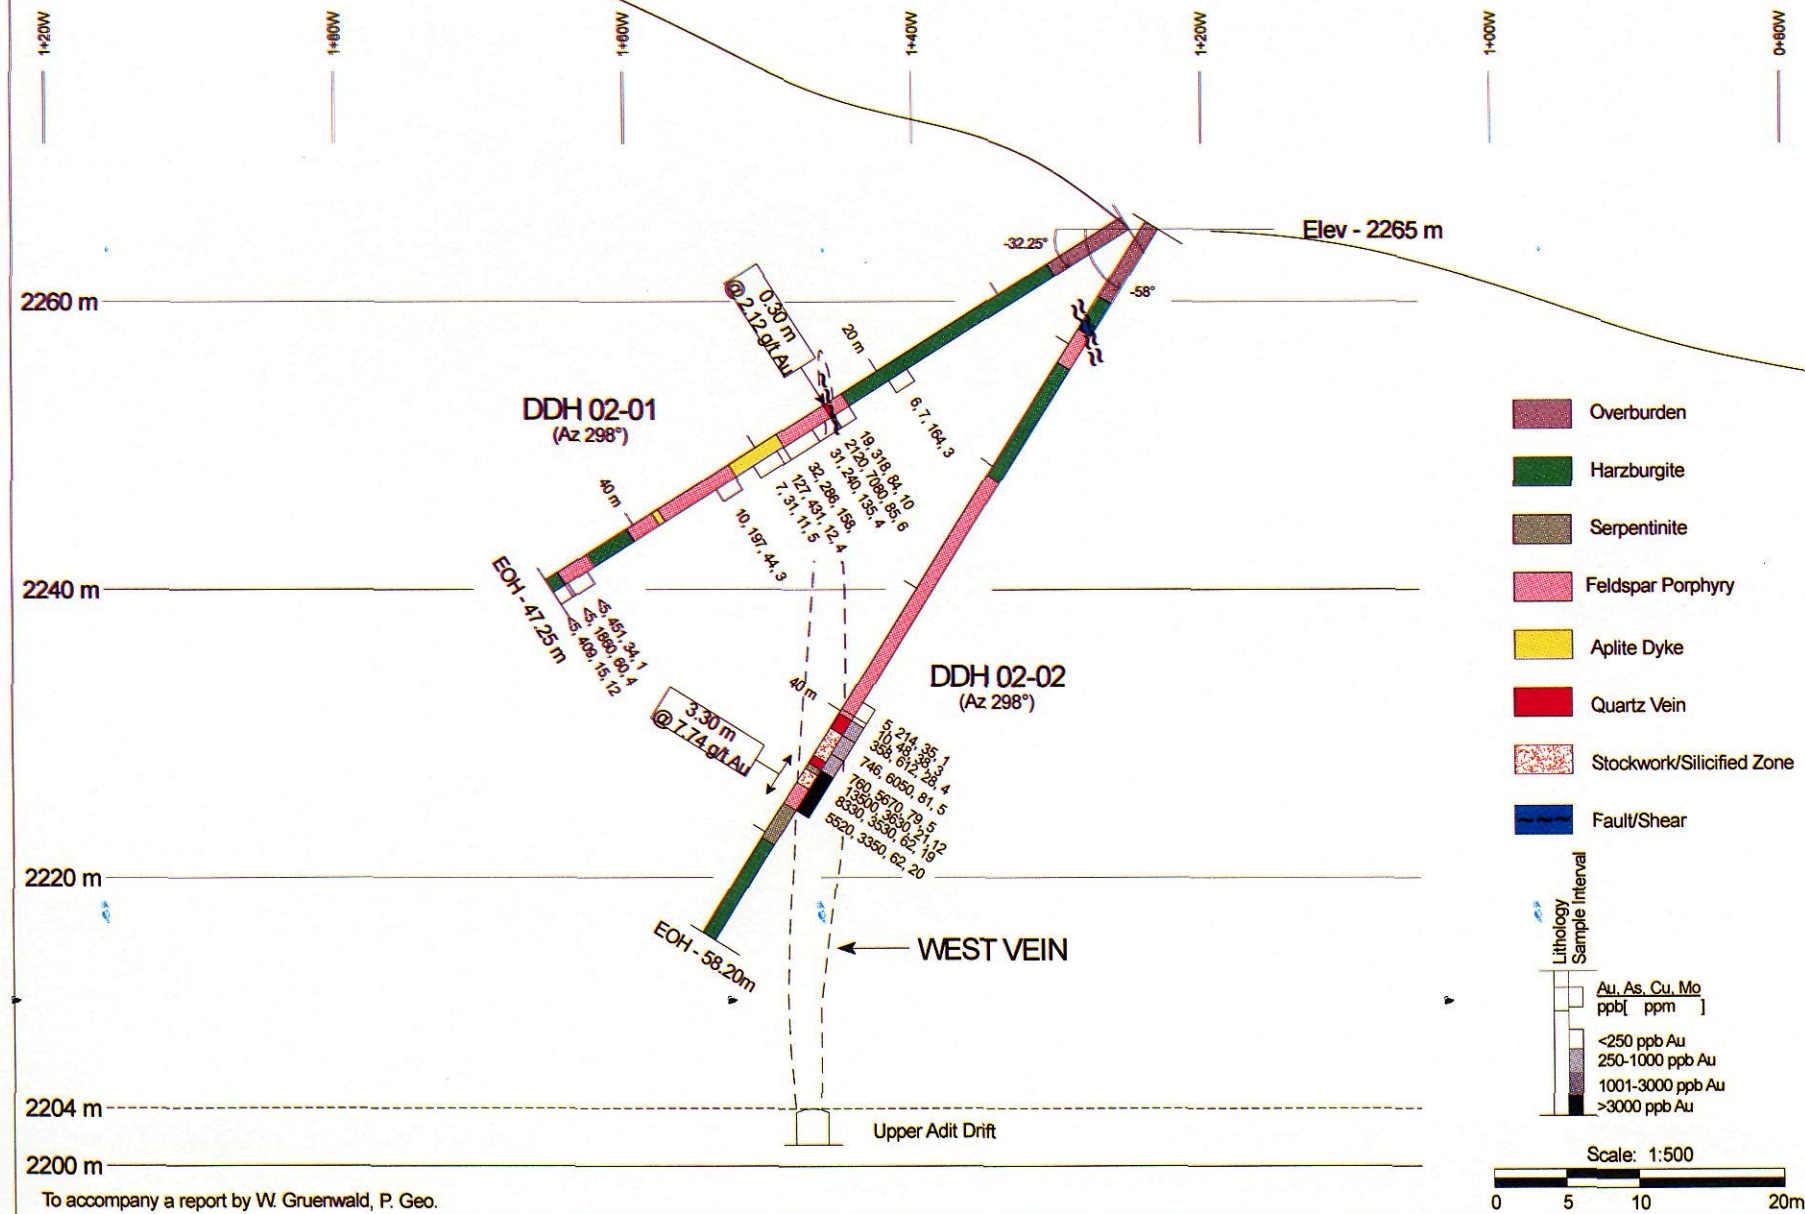 1+20W
1+80W
1+60W
1+40W
1+20W
1+00W
0+80W
Elev - 2265 m
-32.25°
-58°
2260 m
0.30 m
@ 2.12 g/t Au
20 m
DDH 02-01
(Az 298°)
6, 7, 164, 3
19, 318, 84, 10
2120, 7080, 85, 6
31, 240, 135, 4
32, 286, 158,
127, 431, 12, 4
7, 31, 11, 5
10, 197, 44, 3
40 m
EOH - 47.25 m
<5, 451, 34, 1
<5, 1860, 60, 4
<5, 409, 15, 12
2240 m
DDH 02-02
(Az 298°)
40 m
3.30 m
@ 7.74 g/t Au
5, 214, 35, 1
10, 48, 38, 3
358, 612, 28, 4
746, 6050, 81, 5
760, 5670, 79, 5
13500, 3630, 21, 12
8330, 3530, 62, 19
5520, 3350, 62, 20
2220 m
EOH - 58.20m
WEST VEIN
2204 m
Upper Adit Drift
2200 m
To accompany a report by W. Gruenwald, P. Geo.
Overburden
Harzburgite
Serpentinite
Feldspar Porphyry
Aplite Dyke
Quartz Vein
Stockwork/Silicified Zone
Fault/Shear
Lithology
Sample Interval
Au, As, Cu, Mo
ppb[ ppm ]
<250 ppb Au
250-1000 ppb Au
1001-3000 ppb Au
>3000 ppb Au
Scale: 1:500
0 5 10 20m